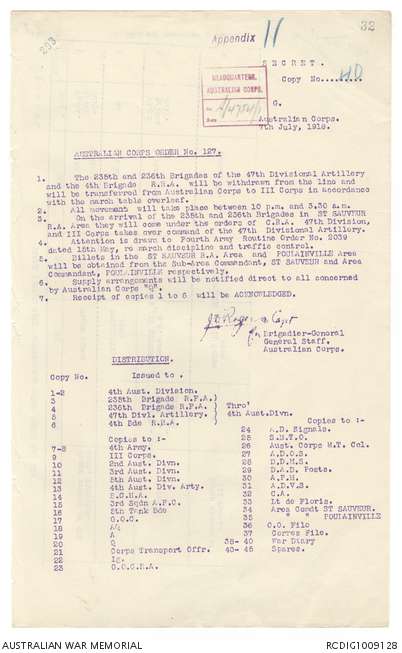 32
203
Appendix 11
S E C R E T.
Copy No. 40
HEADQUARTERS,
AUSTRALIAN CORPS.
No.
Date
G.
Australian Corps.
7th July, 1918.
AUSTRALIAN CORPS ORDER No. 127.
1. The 235th and 236th Brigades of the 47th Divisional Artillery
and the 4th Brigade R.H.A. will be withdrawn from the line and
will be transferred from Australian Corps to III Corps in accordance
with the march table overleaf.
2. All movement will take place between 10 p.m. and 3.30 a.m.
3. On the arrival of the 235th and 236th Brigades in ST SAUVEUR
R.A. Area they will come under the orders of C.R.A. 47th Division,
and III Corps takes over command of the 47th Divisional Artillery.
4. Attention is drawn to Fourth Army Routine Order No. 2039
dated 18th May, re march discipline and traffic control.
5. Billets in the ST SAUVEUR R.A. Area and POULAINVILLE Area
will be obtained from the Sub-Area Commandant, ST SAUVEUR and Area
Commandant, POULAINVILLE respectively.
6. Supply arrangements will be notified direct to all concerned
by Australian Corps "Q".
7. Receipt of copies 1 to 6 will be ACKNOWLEDGED.
Capt
for Brigadier-General
General Staff,
Australian Corps.
DISTRIBUTION.
Copy No. Issued to .
1-2 4th Aust. Division.
3 235th Brigade R.F.A. )
4 236th Brigade R.F.A. ) Thro'
5 47th Divl. Artillery. ) 4th Aust.Divn.
6 4th Bde R.H.A. )
Copies to :-
7-8 4th Army.
9 III Corps.
10 2nd Aust. Divn.
11 3rd Aust. Divn.
12 5th Aust. Divn.
13 4th Aust. Div. Arty.
14 B.G.H.A.
15 3rd Sqdn A.F.C.
16 5th Tank Bde
17 G.O.C.
18 AQ
19 A
20 Q
21 Corps Transport Offr.
22 Ig.
23 G.O.C.R.A.
Copies to :-
24 A.D. Signals.
25 S.M.T.O.
26 Aust. Corps M.T. Col.
27 A.D.O.S.
28 D.D.M.S.
29 D.A.D. Posts.
30 A.P.M.
31 A.D.V.S.
32 C.A.
33 Lt de Floris.
34 Area Comdt ST SAUVEUR.
35 " " POULAINVILLE
36 C.O. File
37 Corres File.
38-40 War Diary
40-45 Spares.
AUSTRALIAN WAR MEMORIAL
RCDIG1009128